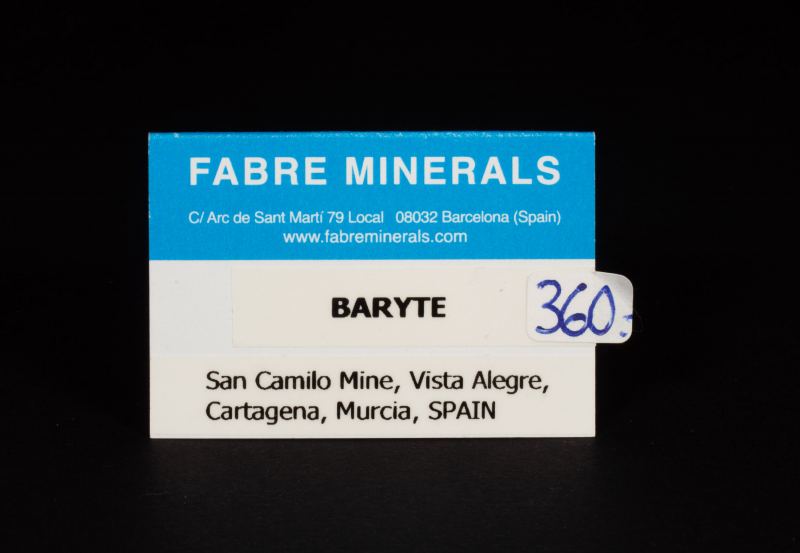 FABRE MINERALS
C/ Arc de Sant Martí 79 Local 08032 Barcelona (Spain)
www.fabreminerals.com
BARYTE
360.-
San Camilo Mine, Vista Alegre,
Cartagena, Murcia, SPAIN